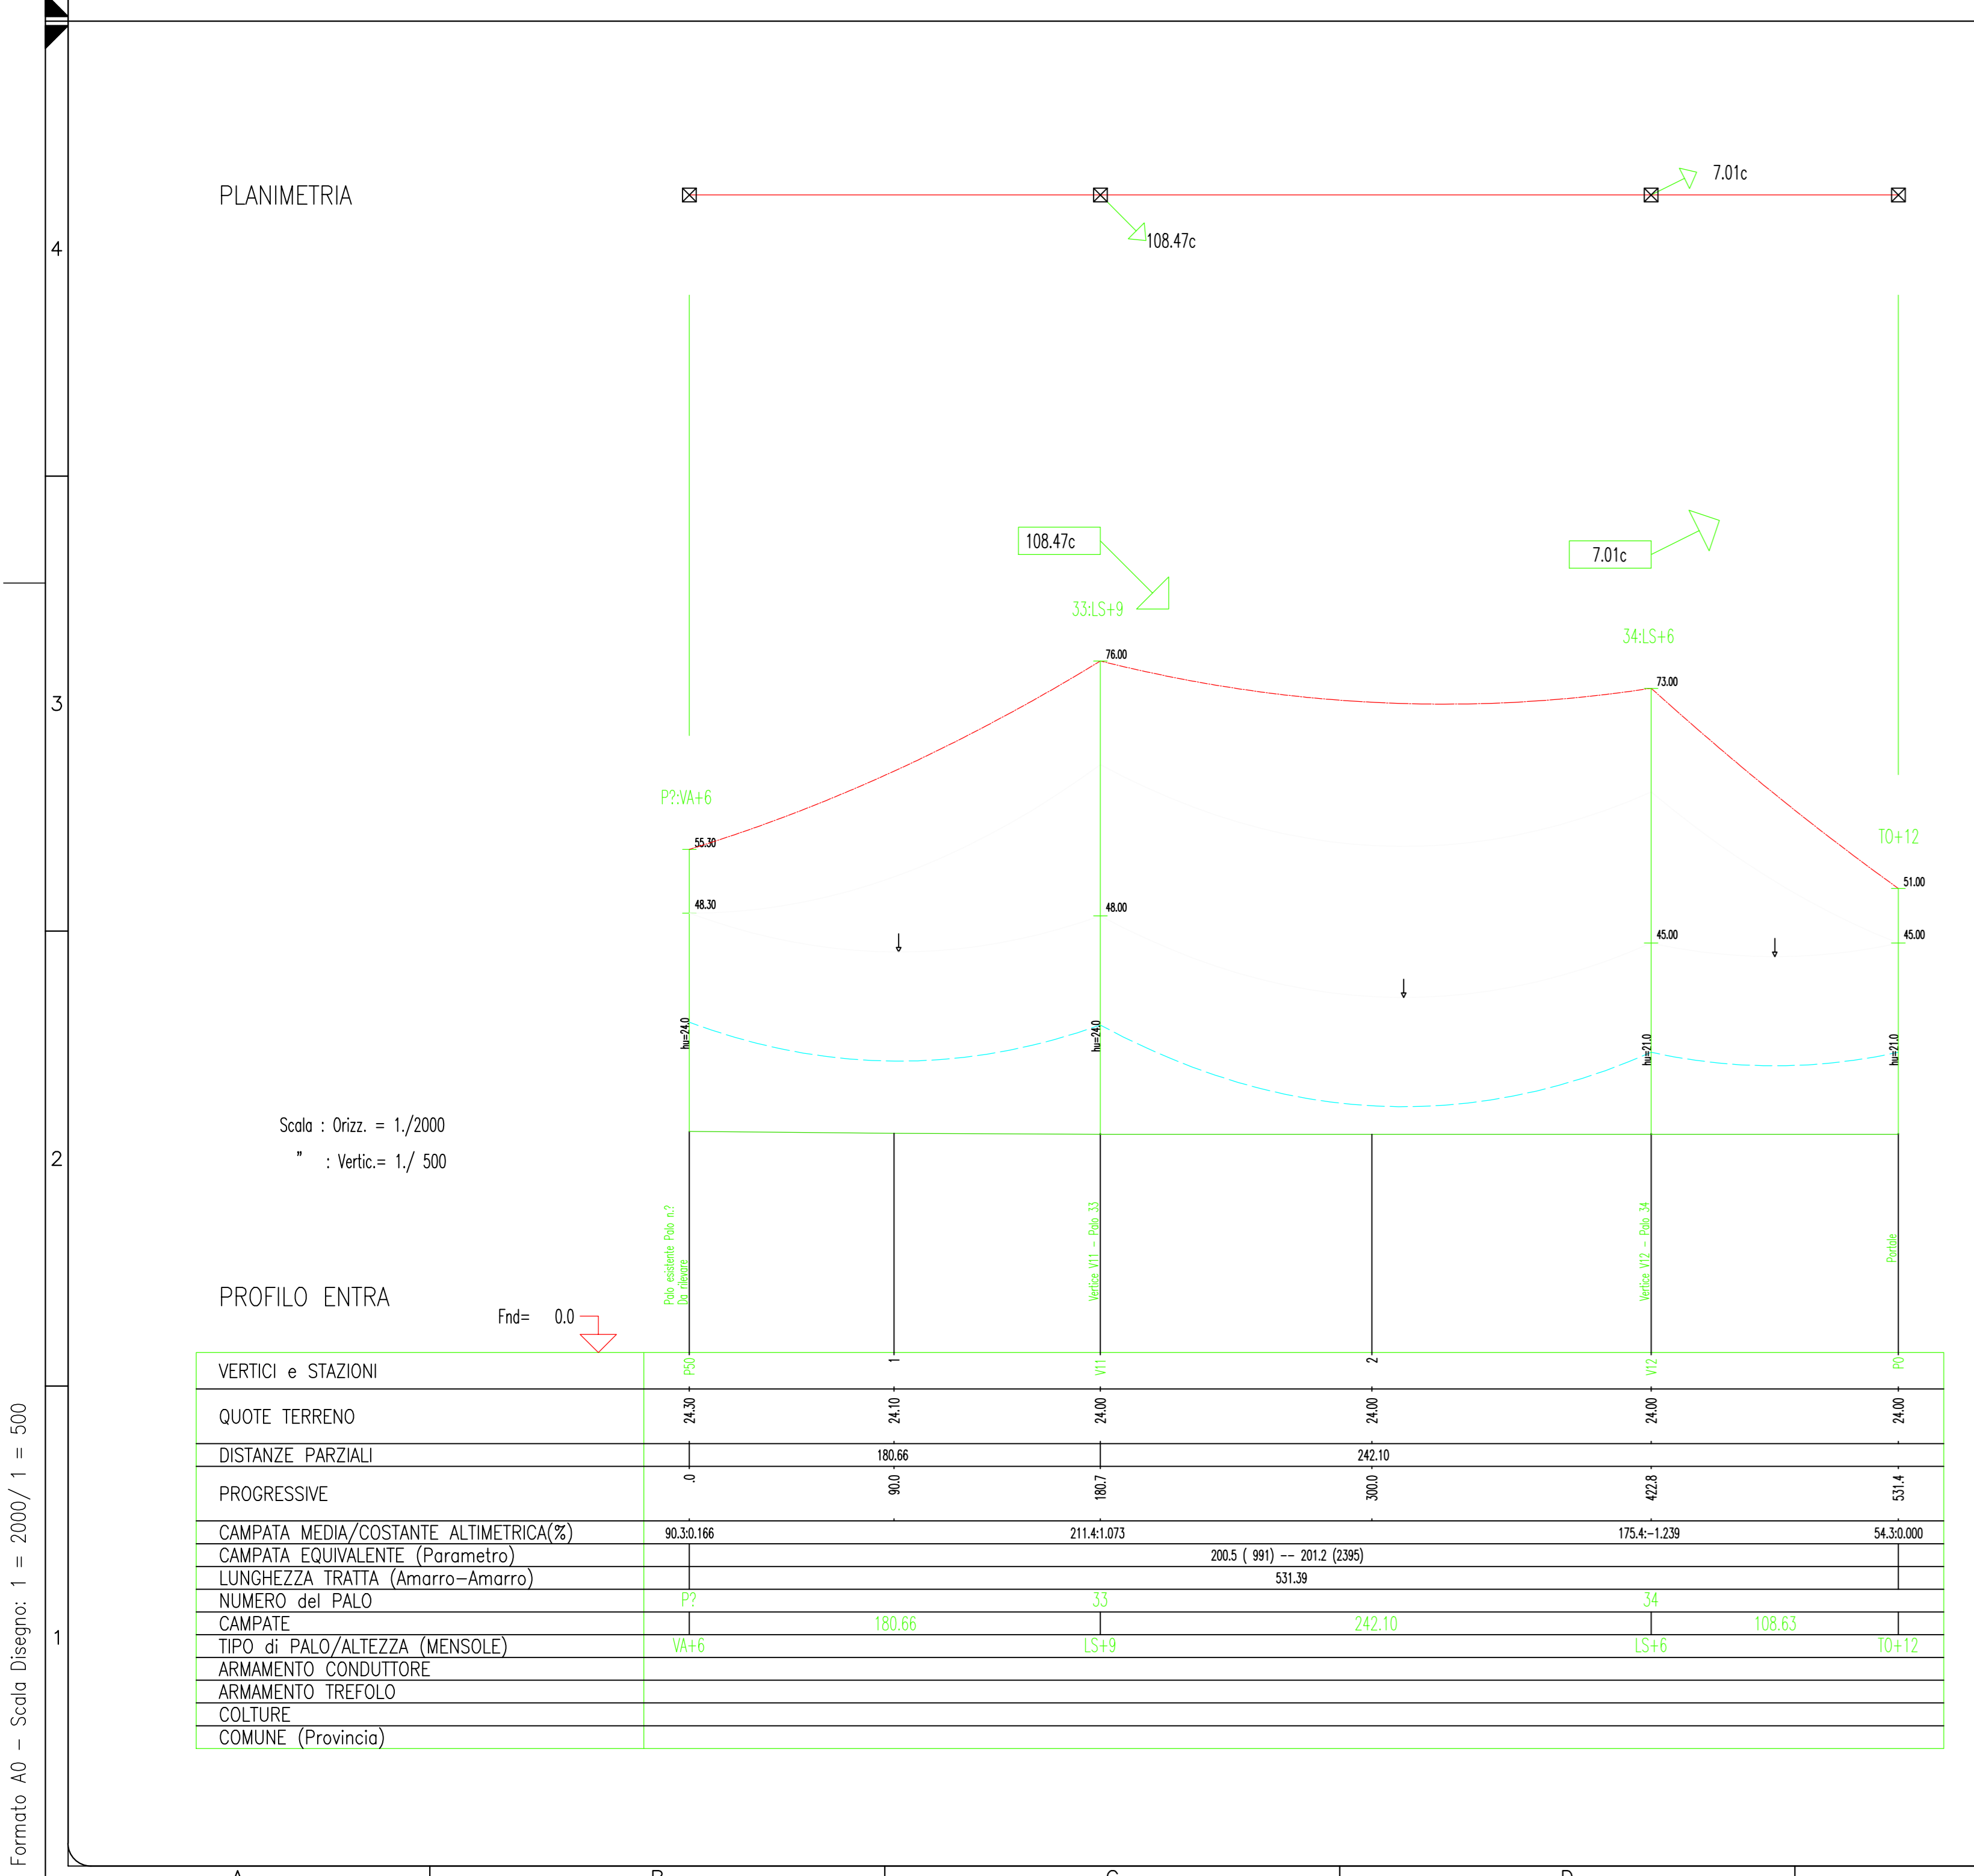 PLANIMETRIA
7.01c
108.47c
4
108.47c
7.01c
33:LS+9
34:LS+6
76.00
73.00
3
P?:VA+6
55.30
TO+12
51.00
48.30
48.00
45.00
45.00
hu=24.0
hu=24.0
hu=21.0
hu=21.0
Scala : Orizz. = 1./2000
" : Vertic.= 1./ 500
2
Palo esistente Palo n.?
Da rilevare
Vertice V11 - Palo 33
Vertice V12 - Palo 34
Portale
PROFILO ENTRA
Fnd= 0.0
VERTICI e STAZIONI P50 1 V11 2 V12 PO
QUOTE TERRENO 24.30 24.10 24.00 24.00 24.00 24.00
DISTANZE PARZIALI 180.66 242.10
PROGRESSIVE .0 90.0 180.7 300.0 422.8 531.4
CAMPATA MEDIA/COSTANTE ALTIMETRICA(%) 90.3:0.166 211.4:1.073 175.4:-1.239 54.3:0.000
CAMPATA EQUIVALENTE (Parametro) 200.5 ( 991) -- 201.2 (2395)
LUNGHEZZA TRATTA (Amarro-Amarro) 531.39
NUMERO del PALO P? 33 34
CAMPATE 180.66 242.10 108.63
TIPO di PALO/ALTEZZA (MENSOLE) VA+6 LS+9 LS+6 TO+12
ARMAMENTO CONDUTTORE
ARMAMENTO TREFOLO
COLTURE
COMUNE (Provincia)
1
Formato A0 - Scala Disegno: 1 = 2000/ 1 = 500